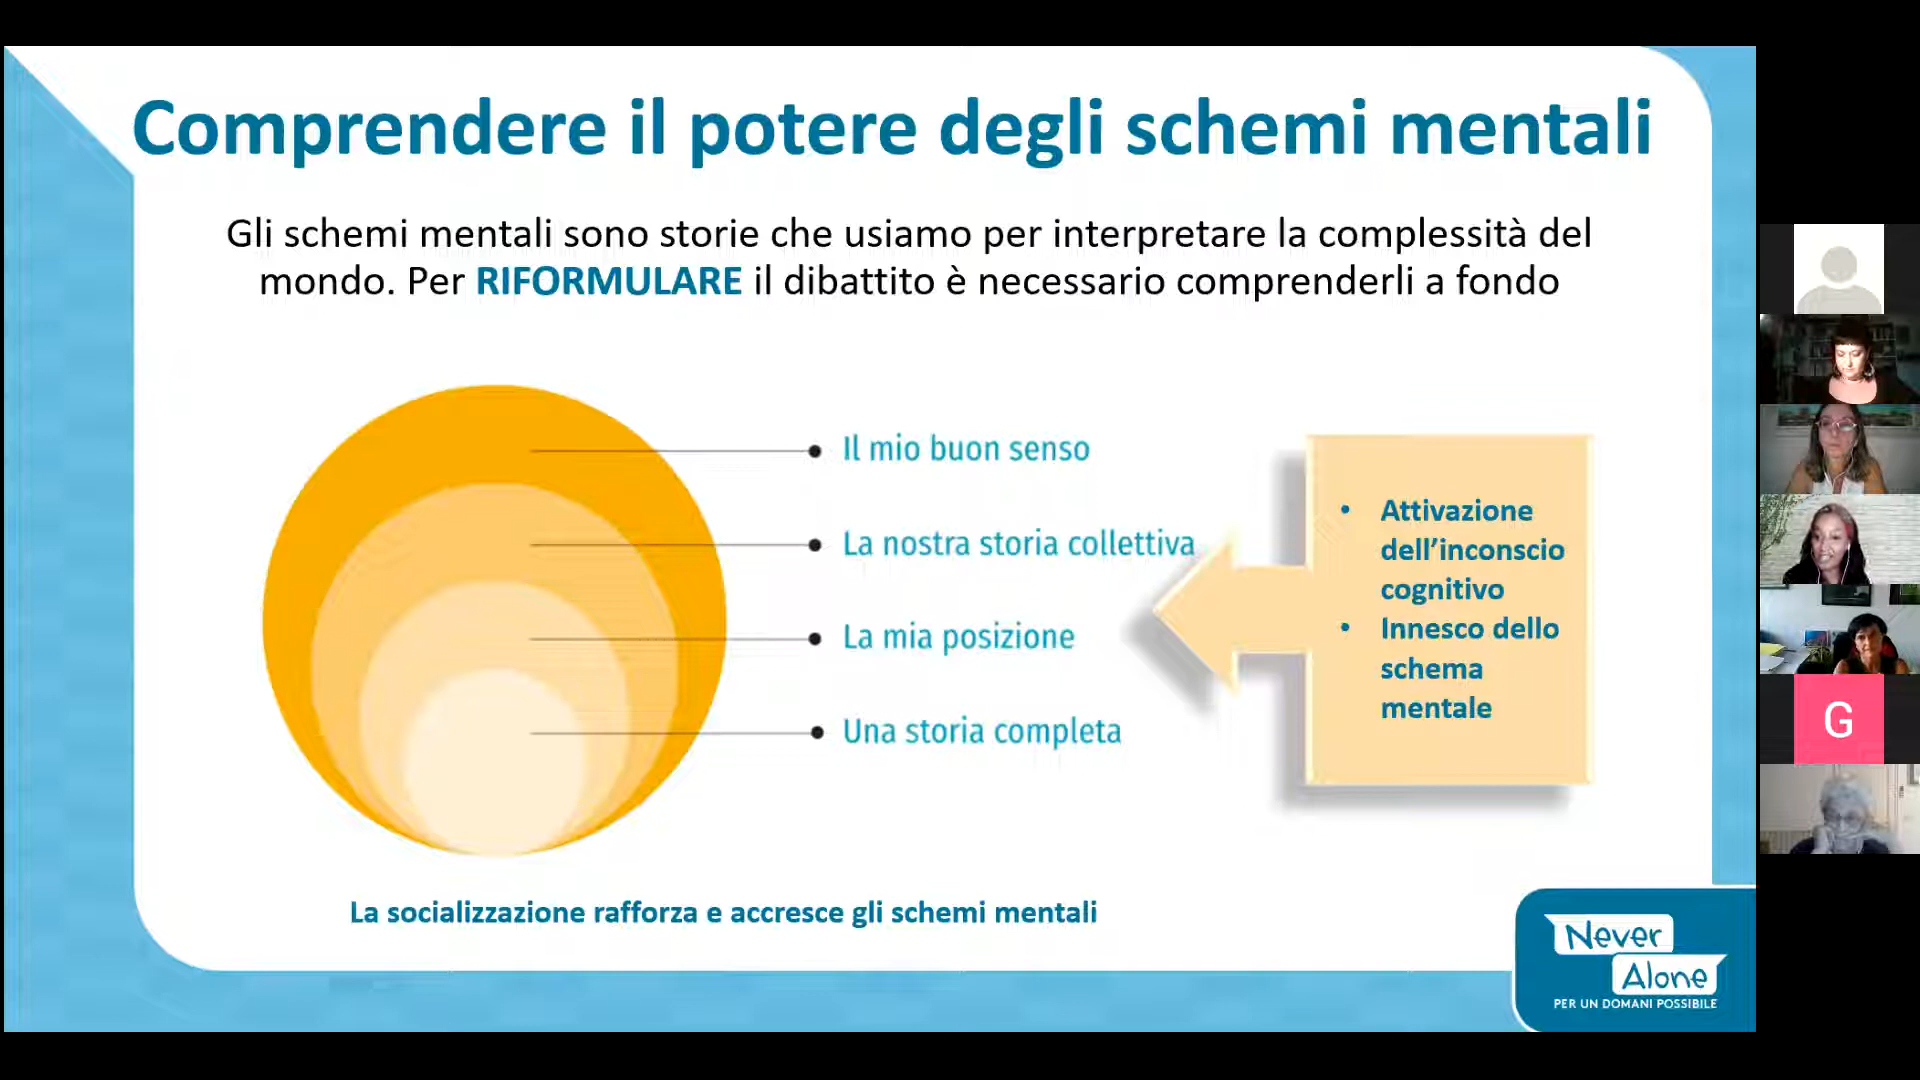 Comprendere il potere degli schemi mentali
Gli schemi mentali sono storie che usiamo per interpretare la complessità del
mondo. Per RIFORMULARE il dibattito è necessario comprenderli a fondo
Il mio buon senso
La nostra storia collettiva
La mia posizione
Una storia completa
• Attivazione
dell’inconscio
cognitivo
• Innesco dello
schema
mentale
La socializzazione rafforza e accresce gli schemi mentali
Never
Alone
PER UN DOMANI POSSIBILE
G